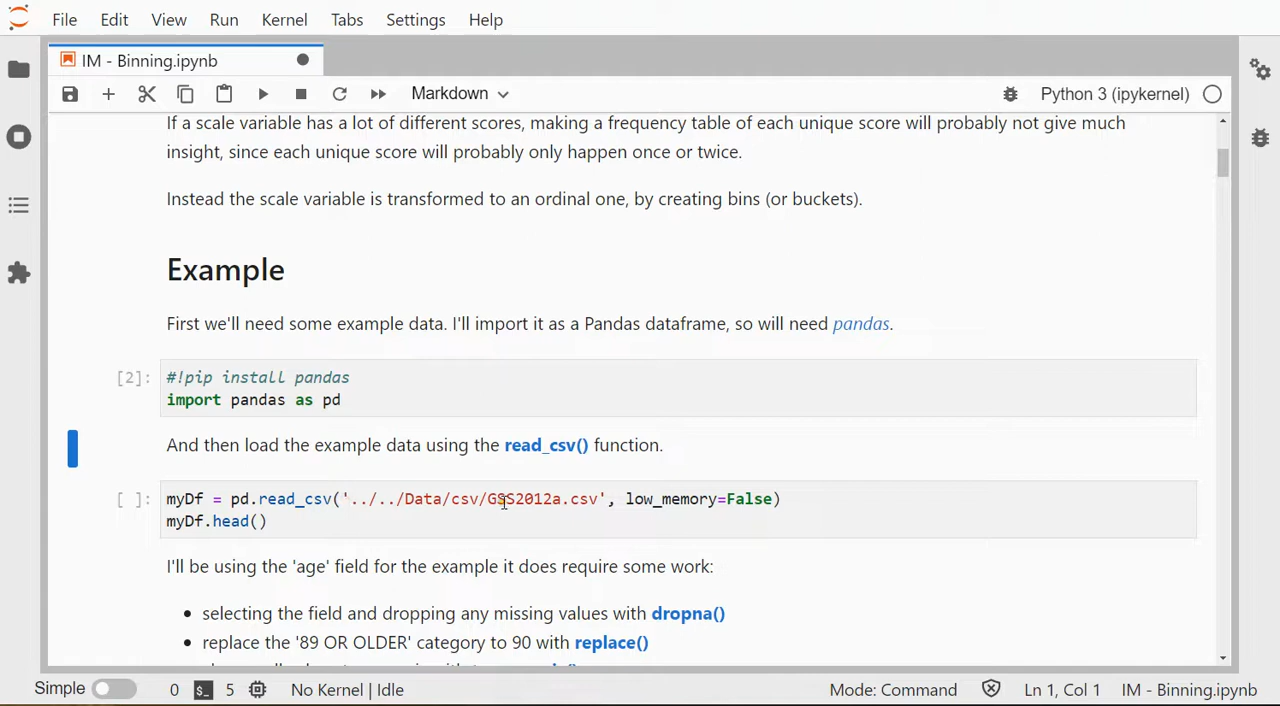 File Edit View Run Kernel Tabs Settings Help
IM - Binning.ipynb
Markdown Python 3 (ipykernel)
If a scale variable has a lot of different scores, making a frequency table of each unique score will probably not give much
insight, since each unique score will probably only happen once or twice.
Instead the scale variable is transformed to an ordinal one, by creating bins (or buckets).
Example
First we'll need some example data. I'll import it as a Pandas dataframe, so will need pandas.
[2]: #!pip install pandas
import pandas as pd
And then load the example data using the read_csv() function.
[ ]: myDf = pd.read_csv('../../Data/csv/GSS2012a.csv', low_memory=False)
myDf.head()
I'll be using the 'age' field for the example it does require some work:
• selecting the field and dropping any missing values with dropna()
• replace the '89 OR OLDER' category to 90 with replace()
Simple 0 5 No Kernel | Idle Mode: Command Ln 1, Col 1 IM - Binning.ipynb